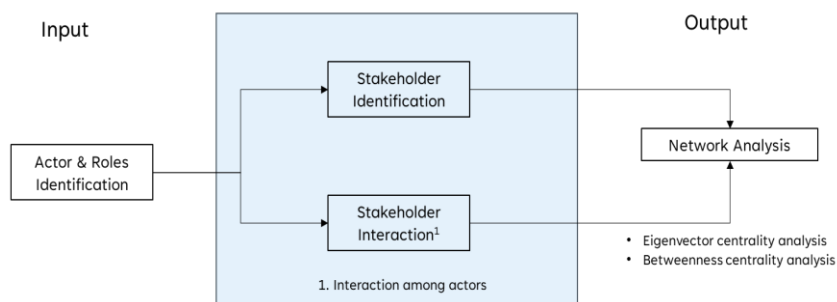 Input
Output
Stakeholder
Identification
Actor & Roles
Identification
Network Analysis
Stakeholder
Interaction¹
• Eigenvector centrality analysis
• Betweenness centrality analysis
1. Interaction among actors